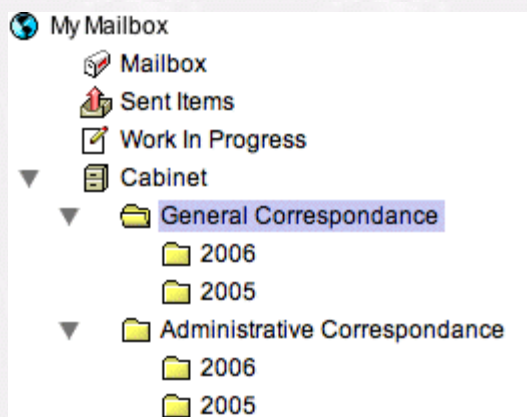 My Mailbox
Mailbox
Sent Items
Work In Progress
Cabinet
General Correspondance
2006
2005
Administrative Correspondance
2006
2005